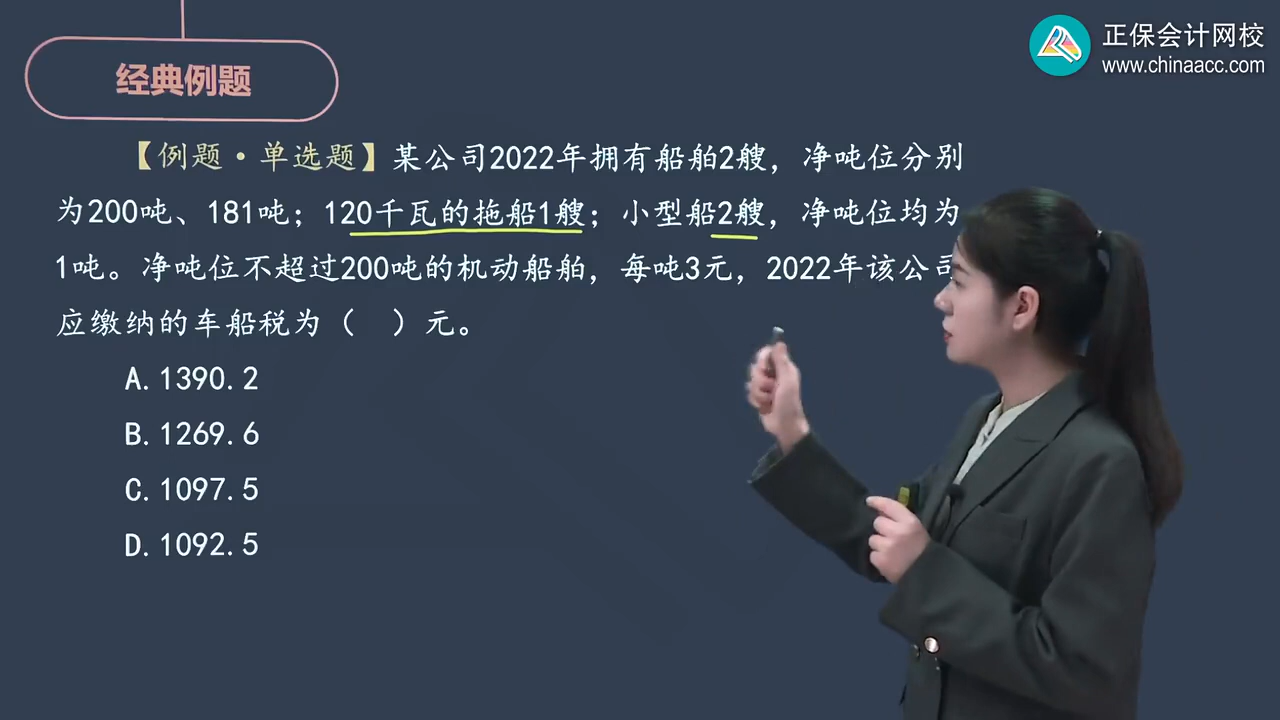 正保会计网校
www.chinaacc.com
经典例题
【例题·单选题】某公司2022年拥有船舶2艘，净吨位分别
为200吨、181吨；120千瓦的拖船1艘；小型船2艘，净吨位均为
1吨。净吨位不超过200吨的机动船舶，每吨3元，2022年该公司
应缴纳的车船税为（ ）元。
A.1390.2
B.1269.6
C.1097.5
D.1092.5